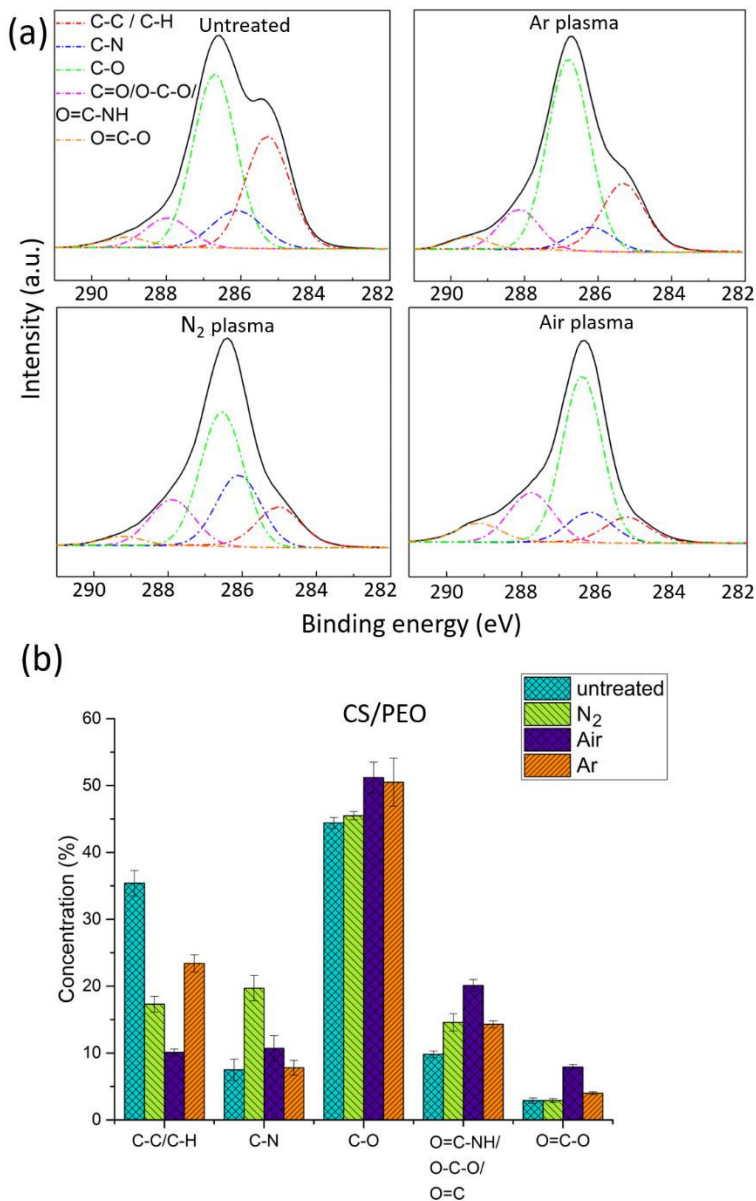 (a)
Untreated
C-C / C-H
C-N
C-O
C=O/O-C-O/
O=C-NH
O=C-O
290 288 286 284 282
Ar plasma
290 288 286 284 282
N2 plasma
290 288 286 284 282
Air plasma
290 288 286 284 282
Intensity (a.u.)
Binding energy (eV)
(b)
CS/PEO
untreated
N2
Air
Ar
Concentration (%)
60
50
40
30
20
10
0
C-C/C-H
C-N
C-O
O=C-NH/
O-C-O/
O=C
O=C-O